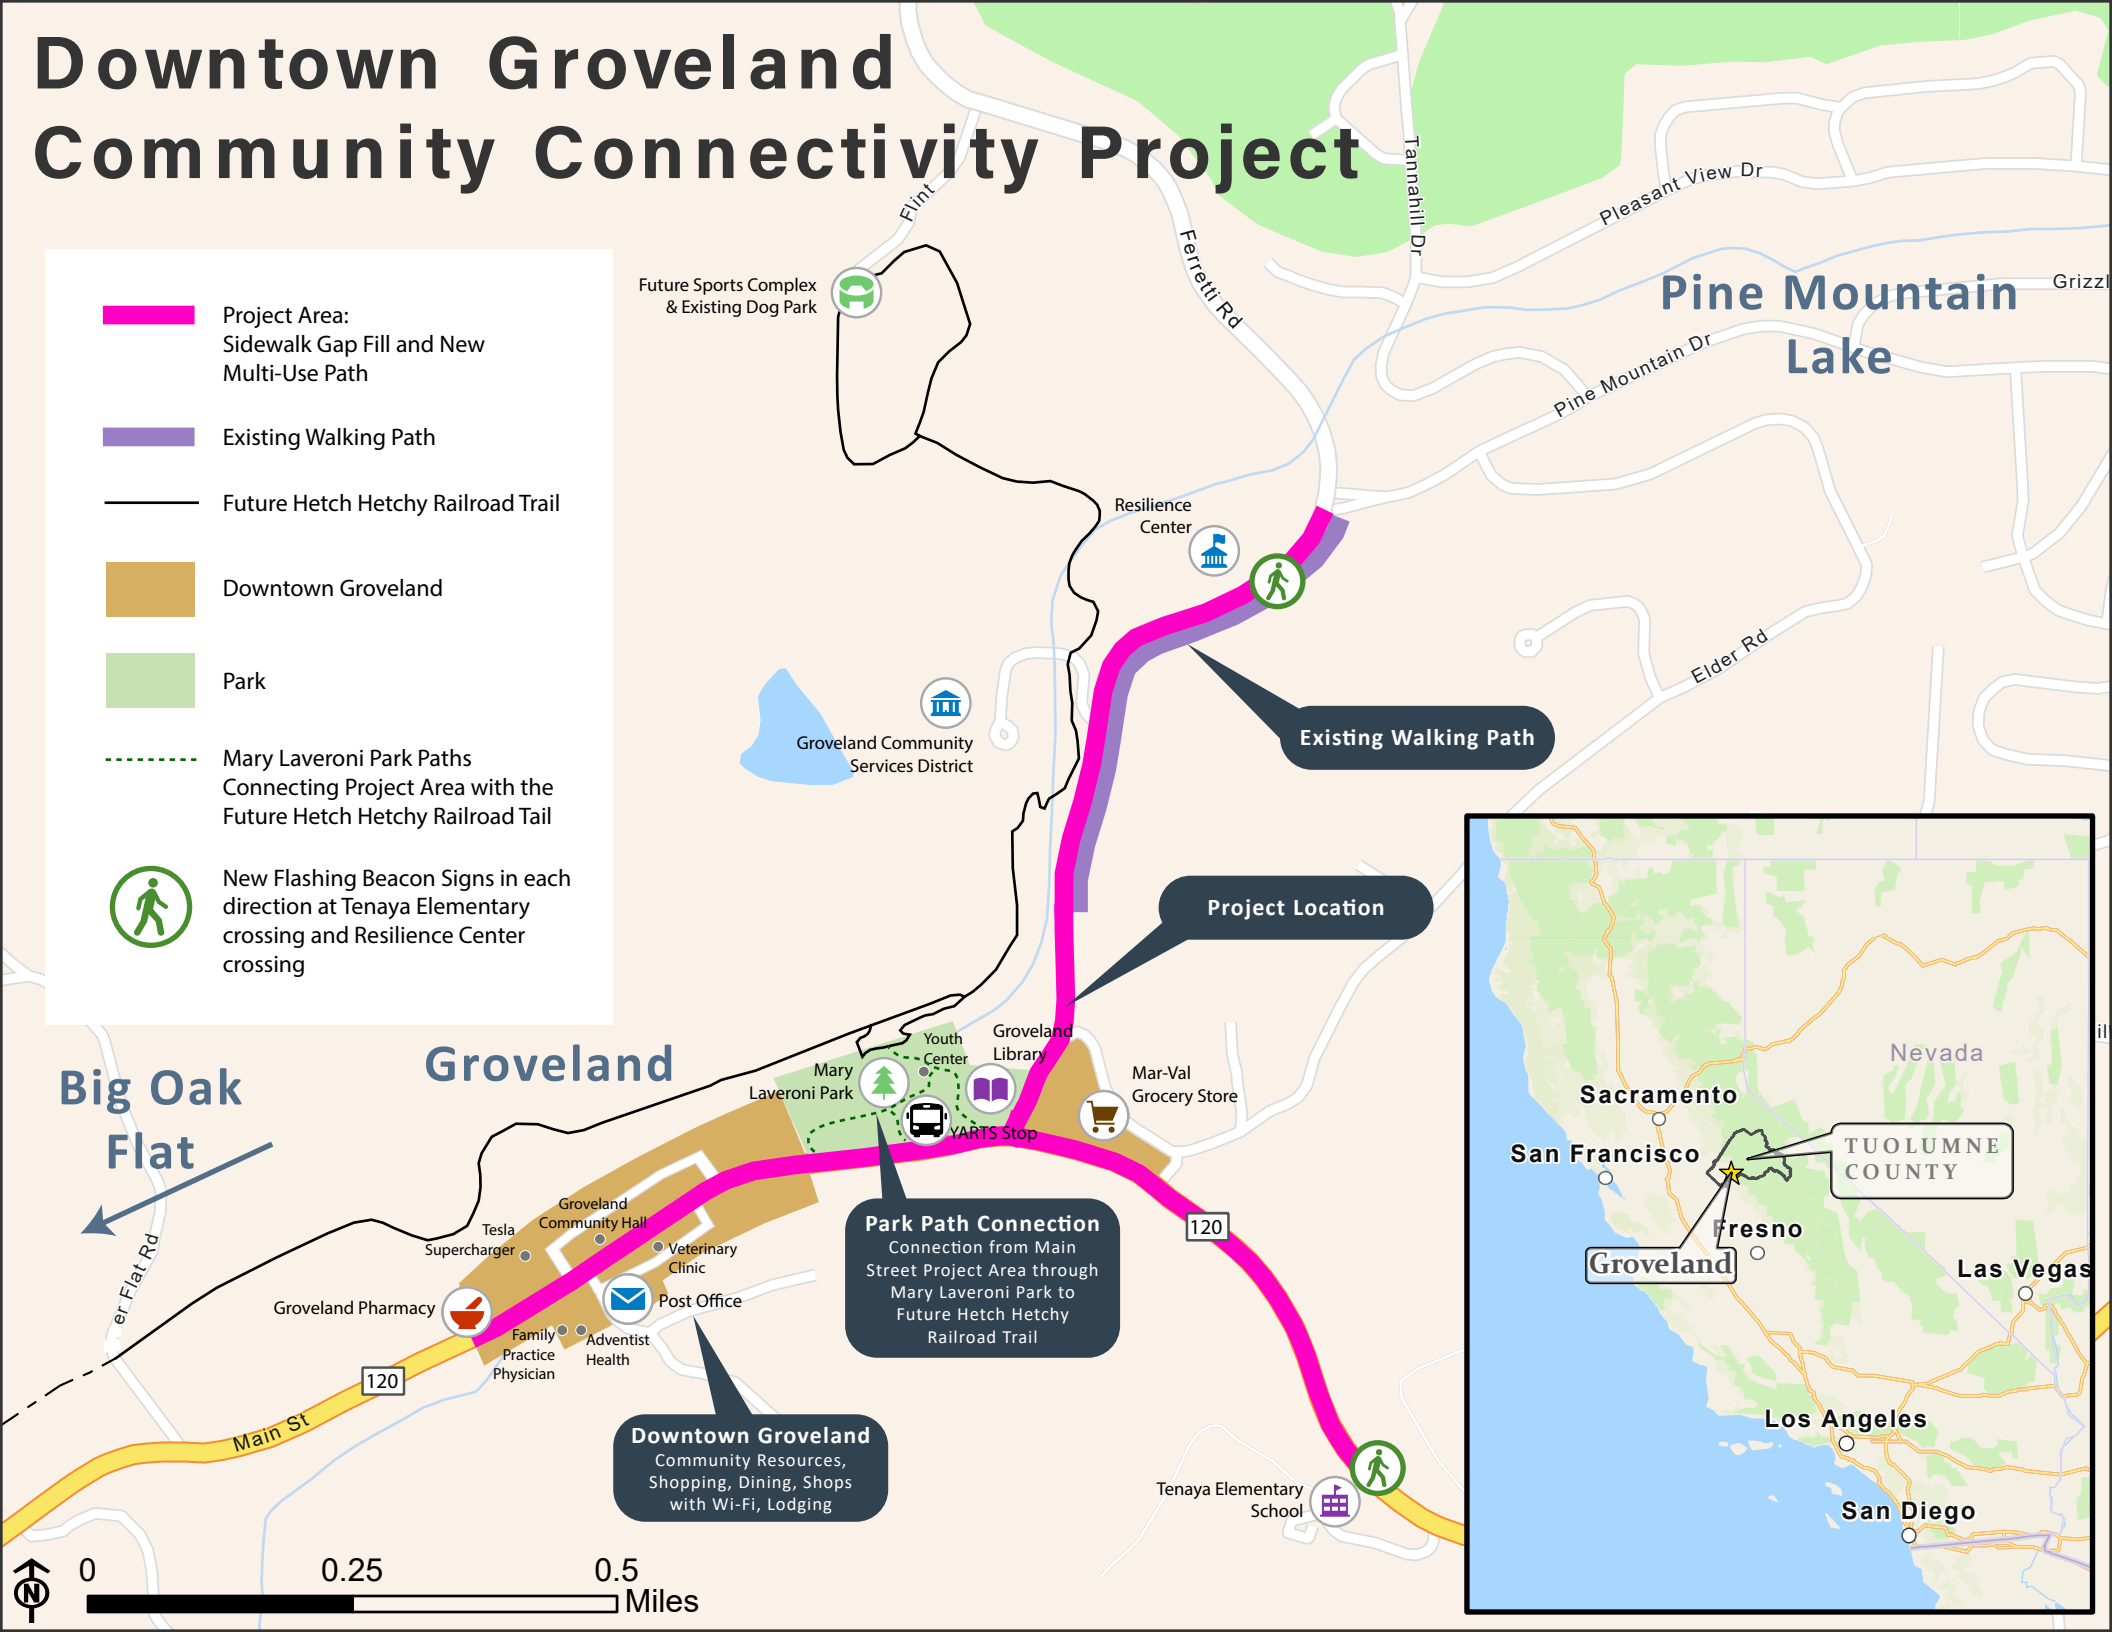 Downtown Groveland
Community Connectivity Project
Project Area:
Sidewalk Gap Fill and New
Multi-Use Path
Existing Walking Path
Future Hetch Hetchy Railroad Trail
Downtown Groveland
Park
Mary Laveroni Park Paths
Connecting Project Area with the
Future Hetch Hetchy Railroad Tail
New Flashing Beacon Signs in each
direction at Tenaya Elementary
crossing and Resilience Center
crossing
Flint
Future Sports Complex
& Existing Dog Park
Ferretti Rd
Tannahill Dr
Pleasant View Dr
Pine Mountain
Lake
Grizzl
Pine Mountain Dr
Resilience
Center
Elder Rd
Existing Walking Path
Groveland Community
Services District
Project Location
Groveland
Big Oak
Flat
er Flat Rd
Youth
Center
Groveland
Library
Mary
Laveroni Park
YARTS Stop
Mar-Val
Grocery Store
Groveland
Community Hall
Tesla
Supercharger
Veterinary
Clinic
Groveland Pharmacy
Post Office
Family
Practice
Physician
Adventist
Health
120
120
Main St
Park Path Connection
Connection from Main
Street Project Area through
Mary Laveroni Park to
Future Hetch Hetchy
Railroad Trail
Downtown Groveland
Community Resources,
Shopping, Dining, Shops
with Wi-Fi, Lodging
Tenaya Elementary
School
N
0 0.25 0.5
Miles
Nevada
Sacramento
San Francisco
TUOLUMNE
COUNTY
Fresno
Groveland
Las Vegas
Los Angeles
San Diego